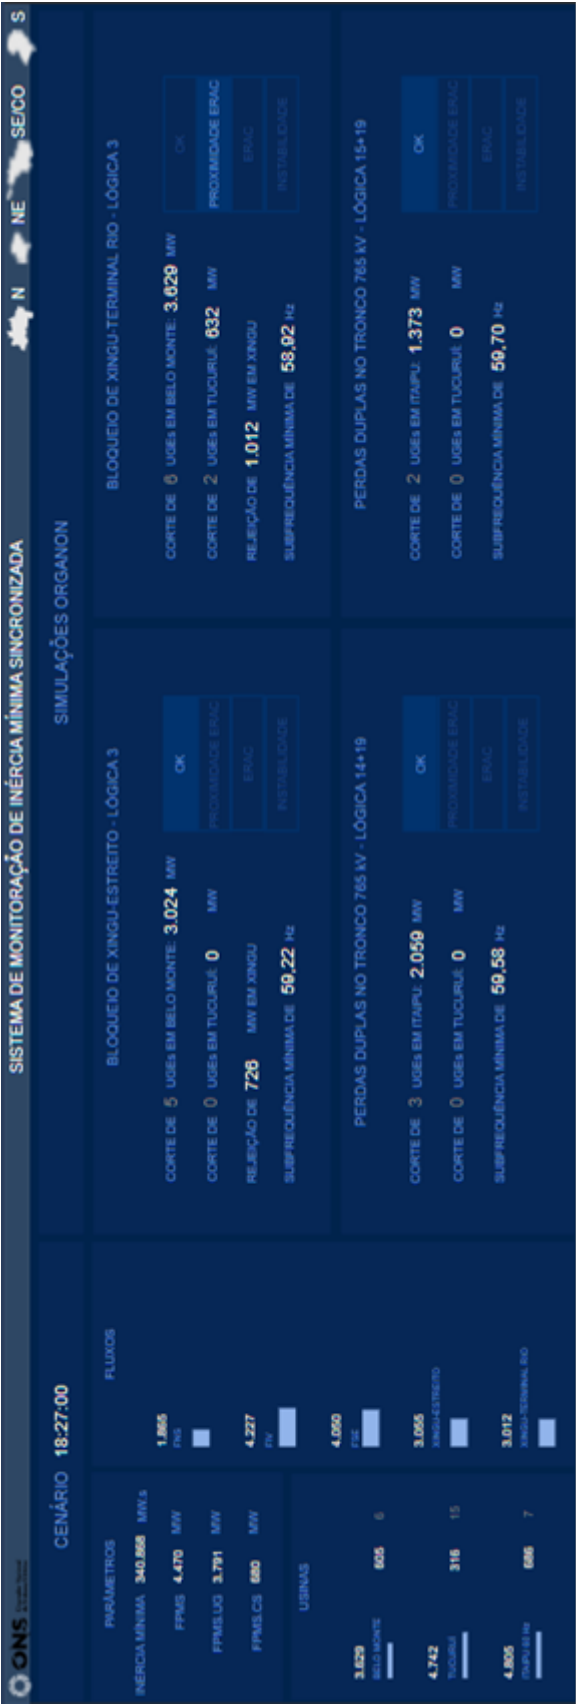 ONS
SISTEMA DE MONITORAÇÃO DE INÉRCIA MÍNIMA SINCRONIZADA
N NE SE/CO S
CENÁRIO 18:27:00
SIMULAÇÕES ORGANON
PARÂMETROS
INÉRCIA MÍNIMA 340.868 MW.s
FPMS 4.470 MW
FPMS.UG 3.791 MW
FPMS.CS 680 MW
USINAS
3.629 605 6
BELO MONTE
4.742 316 15
TUCURUÍ
4.805 686 7
ITAIPU 60 Hz
FLUXOS
1.865
FNS
4.227
4.050
FSE
3.055
XINGU-ESTREITO
3.012
XINGU-TERMINAL RIO
BLOQUEIO DE XINGU-ESTREITO - LÓGICA 3
CORTE DE 5 UGEs EM BELO MONTE: 3.024 MW
CORTE DE 0 UGEs EM TUCURUÍ: 0 MW
REJEIÇÃO DE 726 MW EM XINGU
SUBFREQUÊNCIA MÍNIMA DE 59,22 Hz
OK
PROXIMIDADE ERAC
ERAC
INSTABILIDADE
BLOQUEIO DE XINGU-TERMINAL RIO - LÓGICA 3
CORTE DE 6 UGEs EM BELO MONTE: 3.629 MW
CORTE DE 2 UGEs EM TUCURUÍ: 632 MW
REJEIÇÃO DE 1.012 MW EM XINGU
SUBFREQUÊNCIA MÍNIMA DE 58,92 Hz
OK
PROXIMIDADE ERAC
ERAC
INSTABILIDADE
PERDAS DUPLAS NO TRONCO 765 kV - LÓGICA 14+19
CORTE DE 3 UGEs EM ITAIPU: 2.059 MW
CORTE DE 0 UGEs EM TUCURUÍ: 0 MW
SUBFREQUÊNCIA MÍNIMA DE 59,58 Hz
OK
PROXIMIDADE ERAC
ERAC
INSTABILIDADE
PERDAS DUPLAS NO TRONCO 765 kV - LÓGICA 15+19
CORTE DE 2 UGEs EM ITAIPU: 1.373 MW
CORTE DE 0 UGEs EM TUCURUÍ: 0 MW
SUBFREQUÊNCIA MÍNIMA DE 59,70 Hz
OK
PROXIMIDADE ERAC
ERAC
INSTABILIDADE